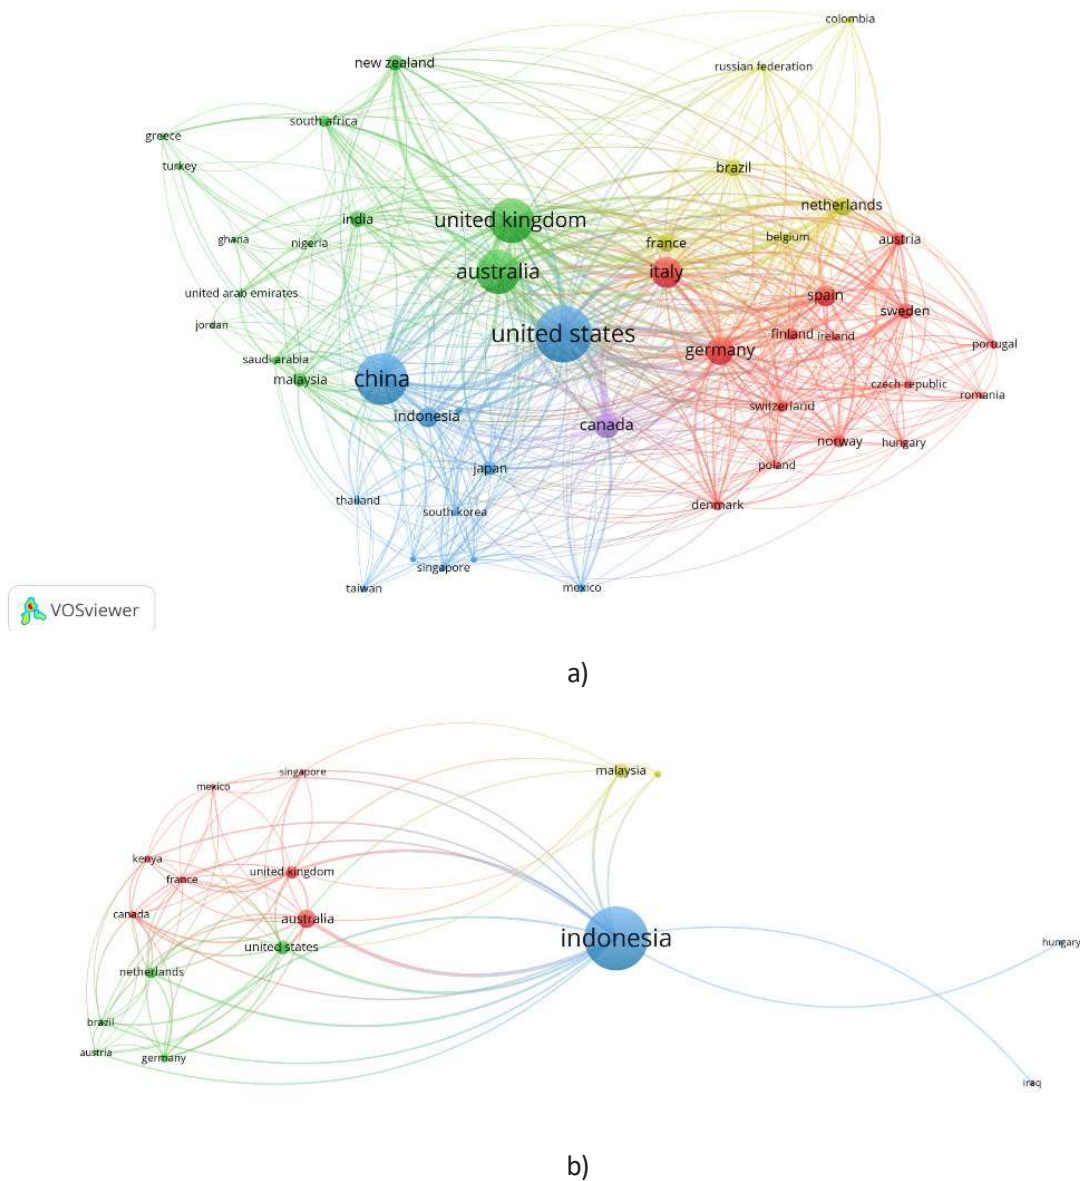 colombia
new zealand
russian federation
south africa
greece
turkey
brazil
netherlands
united kingdom
india
ghana
nigeria
france
belgium
austria
australia
italy
united arab emirates
spain
sweden
jordan
united states
finland
ireland
portugal
germany
saudi arabia
malaysia
china
czech republic
romania
switzerland
indonesia
canada
norway
hungary
japan
poland
thailand
south korea
denmark
singapore
taiwan
mexico
VOSviewer
a)
singapore
malaysia
mexico
kenya
united kingdom
france
canada
australia
united states
indonesia
hungary
netherlands
brazil
austria
germany
iraq
b)